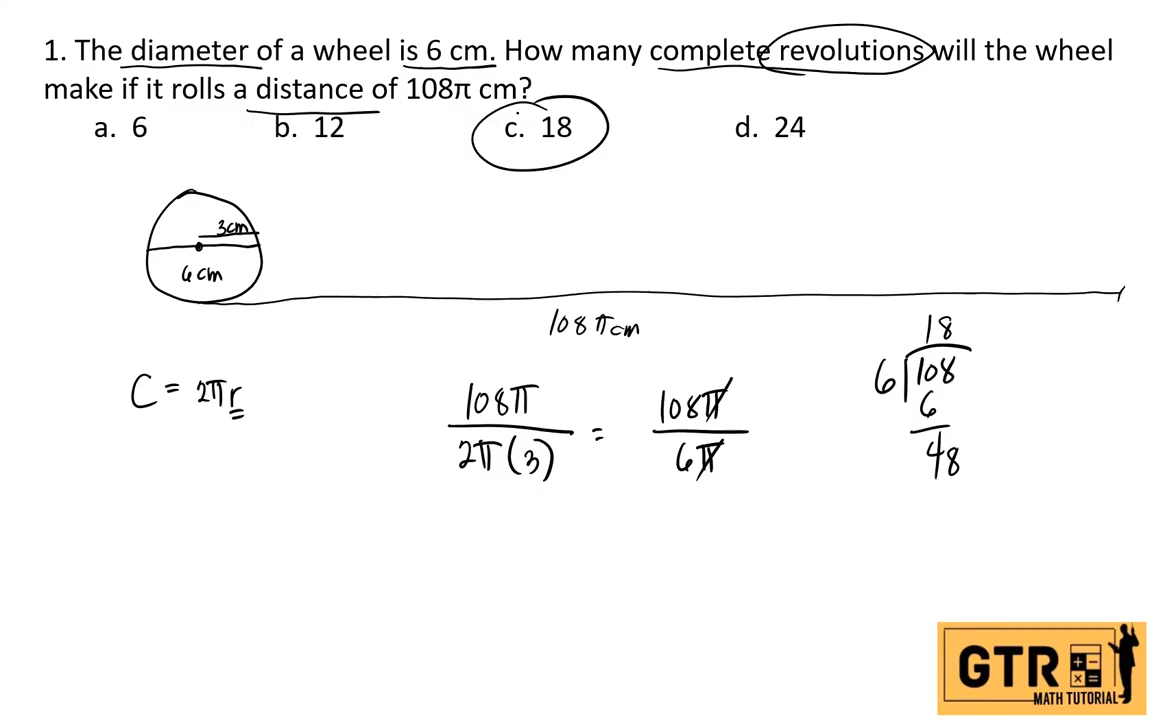 1. The diameter of a wheel is 6 cm. How many complete revolutions will the wheel
make if it rolls a distance of 108π cm?
a. 6 b. 12 c. 18 d. 24
3cm
6cm
108πcm
C = 2πr
108π
2π(3)
=
108π
6π
18
6 108
6
48
GTR
MATH TUTORIAL